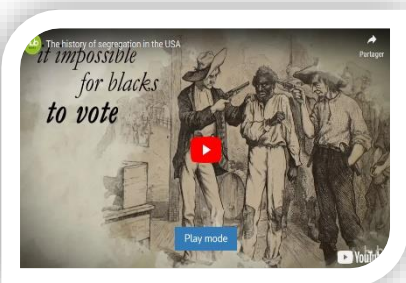 The history of segregation in the USA
Partager
it impossible
for blacks
to vote
Play mode
YouTube